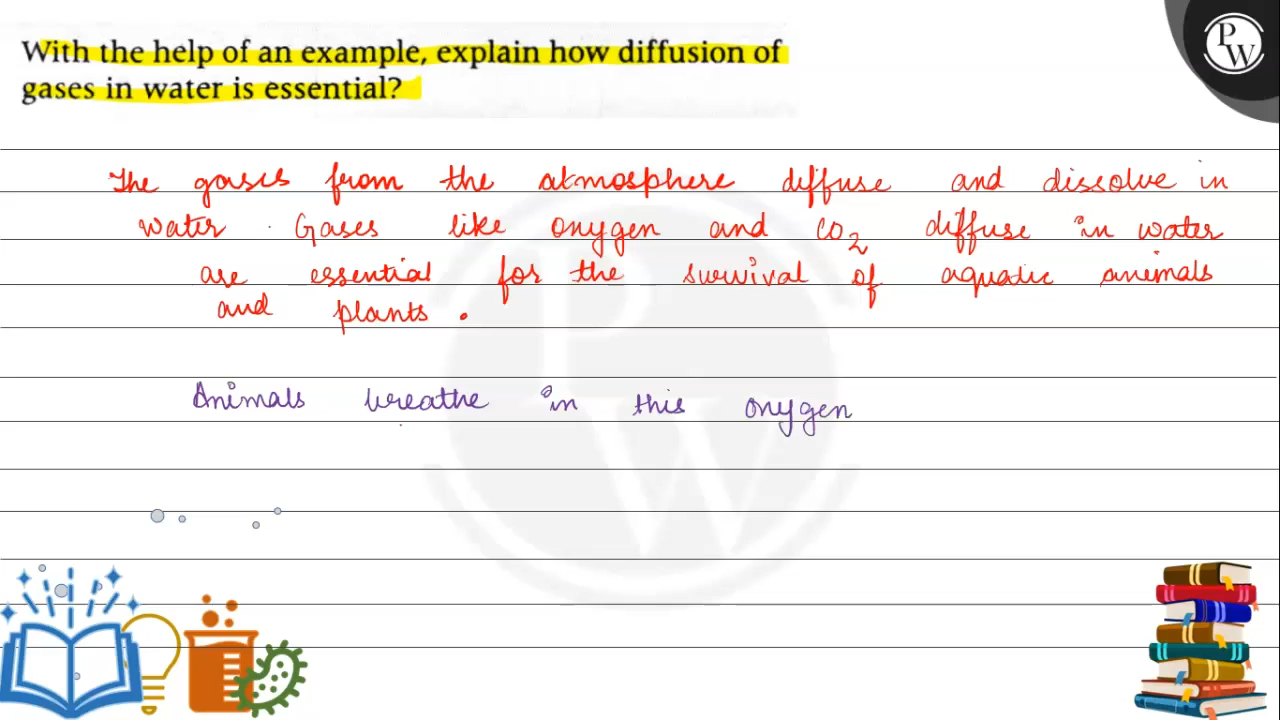 With the help of an example, explain how diffusion of
gases in water is essential?
PW
The gases from the atmosphere diffuse and dissolve in
water. Gases like oxygen and CO2 diffuse in water
are essential for the survival of aquatic animals
and plants.
Animals breathe in this oxygen
PW